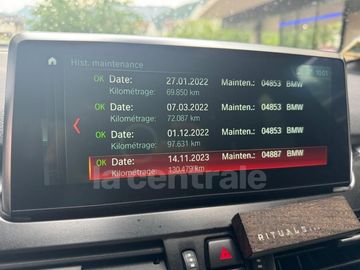 Hist. maintenance
10:01
OK Date: 27.01.2022 Mainten.: 04853 BMW
Kilométrage: 69.850 km
OK Date: 07.03.2022 Mainten.: 04853 BMW
Kilométrage: 72.087 km
OK Date: 01.12.2022 Mainten.: 04853 BMW
Kilométrage: 97.631 km
OK Date: 14.11.2023 Mainten.: 04887 BMW
Kilométrage: 130.479 km
la centrale
RITUALS...